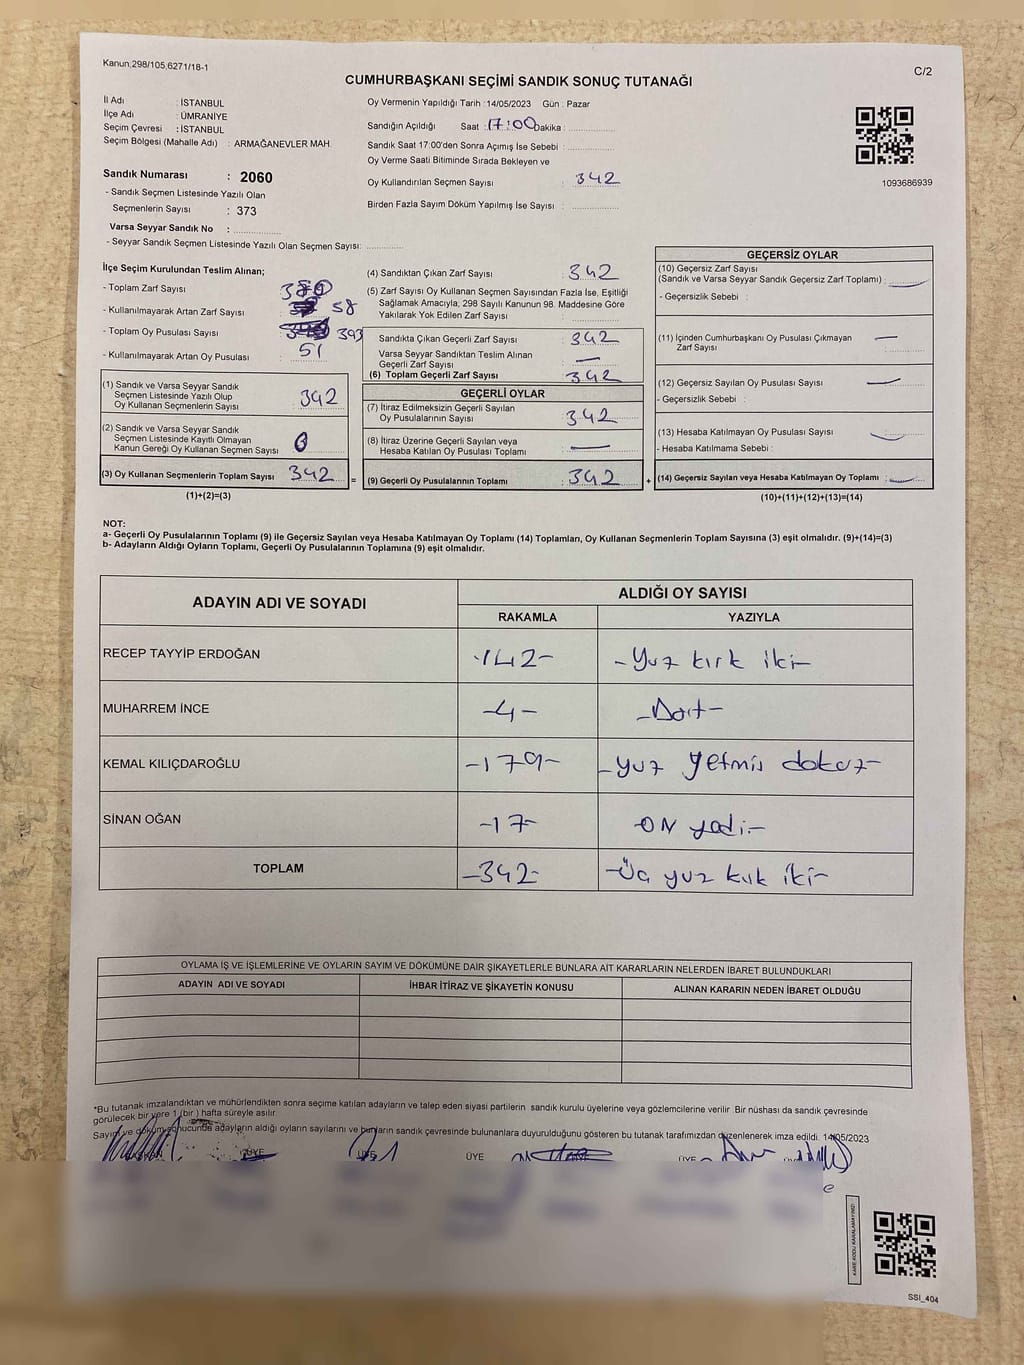 Kanun:298/105,6271/18-1
C/2
CUMHURBAŞKANI SEÇİMİ SANDIK SONUÇ TUTANAĞI
İl Adı : İSTANBUL
İlçe Adı : ÜMRANİYE
Seçim Çevresi : İSTANBUL
Seçim Bölgesi (Mahalle Adı) : ARMAĞANEVLER MAH.
Sandık Numarası : 2060
- Sandık Seçmen Listesinde Yazılı Olan
Seçmenlerin Sayısı : 373
Varsa Seyyar Sandık No :
- Seyyar Sandık Seçmen Listesinde Yazılı Olan Seçmen Sayısı:
Oy Vermenin Yapıldığı Tarih : 14/05/2023 Gün : Pazar
Sandığın Açıldığı Saat : 17:00 Dakika :
Sandık Saat 17:00'den Sonra Açımış İse Sebebi :
Oy Verme Saati Bitiminde Sırada Bekleyen ve
Oy Kullandırılan Seçmen Sayısı : 342
Birden Fazla Sayım Döküm Yapılmış İse Sayısı :
1093686939
İlçe Seçim Kurulundan Teslim Alınan;
- Toplam Zarf Sayısı
- Kullanılmayarak Artan Zarf Sayısı : 58
- Toplam Oy Pusulası Sayısı : 393
- Kullanılmayarak Artan Oy Pusulası : 51
(1) Sandık ve Varsa Seyyar Sandık
Seçmen Listesinde Yazılı Olup
Oy Kullanan Seçmenlerin Sayısı : 342
(2) Sandık ve Varsa Seyyar Sandık
Seçmen Listesinde Kayıtlı Olmayan
Kanun Gereği Oy Kullanan Seçmen Sayısı : 0
(3) Oy Kullanan Seçmenlerin Toplam Sayısı : 342 =
(1)+(2)=(3)
(4) Sandıktan Çıkan Zarf Sayısı : 342
(5) Zarf Sayısı Oy Kullanan Seçmen Sayısından Fazla İse, Eşitliği
Sağlamak Amacıyla; 298 Sayılı Kanunun 98. Maddesine Göre
Yakılarak Yok Edilen Zarf Sayısı :
Sandıkta Çıkan Geçerli Zarf Sayısı : 342
Varsa Seyyar Sandıktan Teslim Alınan
Geçerli Zarf Sayısı : —
(6) Toplam Geçerli Zarf Sayısı : 342
GEÇERLİ OYLAR
(7) İtiraz Edilmeksizin Geçerli Sayılan
Oy Pusulalarının Sayısı : 342
(8) İtiraz Üzerine Geçerli Sayılan veya
Hesaba Katılan Oy Pusulası Toplamı : —
(9) Geçerli Oy Pusulalarının Toplamı : 342 +
GEÇERSİZ OYLAR
(10) Geçersiz Zarf Sayısı
(Sandık ve Varsa Seyyar Sandık Geçersiz Zarf Toplamı) : —
- Geçersizlik Sebebi :
(11) İçinden Cumhurbaşkanı Oy Pusulası Çıkmayan
Zarf Sayısı : —
(12) Geçersiz Sayılan Oy Pusulası Sayısı : —
- Geçersizlik Sebebi :
(13) Hesaba Katılmayan Oy Pusulası Sayısı : —
- Hesaba Katılmama Sebebi :
(14) Geçersiz Sayılan veya Hesaba Katılmayan Oy Toplamı : —
(10)+(11)+(12)+(13)=(14)
NOT:
a- Geçerli Oy Pusulalarının Toplamı (9) ile Geçersiz Sayılan veya Hesaba Katılmayan Oy Toplamı (14) Toplamları, Oy Kullanan Seçmenlerin Toplam Sayısına (3) eşit olmalıdır. (9)+(14)=(3)
b- Adayların Aldığı Oyların Toplamı, Geçerli Oy Pusulalarının Toplamına (9) eşit olmalıdır.
ADAYIN ADI VE SOYADI ALDIĞI OY SAYISI
RAKAMLA YAZIYLA
RECEP TAYYİP ERDOĞAN -142- -Yuz kırk iki-
MUHARREM İNCE -4- -Dört-
KEMAL KILIÇDAROĞLU -179- -yuz yetmis dokuz-
SİNAN OĞAN -17- -ON yedi-
TOPLAM -342- -Üç yuz kırk iki-
OYLAMA İŞ VE İŞLEMLERİNE VE OYLARIN SAYIM VE DÖKÜMÜNE DAİR ŞİKAYETLERLE BUNLARA AİT KARARLARIN NELERDEN İBARET BULUNDUKLARI
ADAYIN ADI VE SOYADI İHBAR İTİRAZ VE ŞİKAYETİN KONUSU ALINAN KARARIN NEDEN İBARET OLDUĞU
*Bu tutanak imzalandıktan ve mühürlendikten sonra seçime katılan adayların ve talep eden siyasi partilerin sandık kurulu üyelerine veya gözlemcilerine verilir. Bir nüshası da sandık çevresinde
görülecek bir yere 1 (bir ) hafta süreyle asılır.
Sayım ve döküm sonucunda adayların aldığı oyların sayılarını ve bunların sandık çevresinde bulunanlara duyurulduğunu gösteren bu tutanak tarafımızdan düzenlenerek imza edildi. 14/05/2023
BAŞKAN ÜYE ÜYE ÜYE ÜYE
KARE KODU KARALAMAYINIZ!
SSI_404